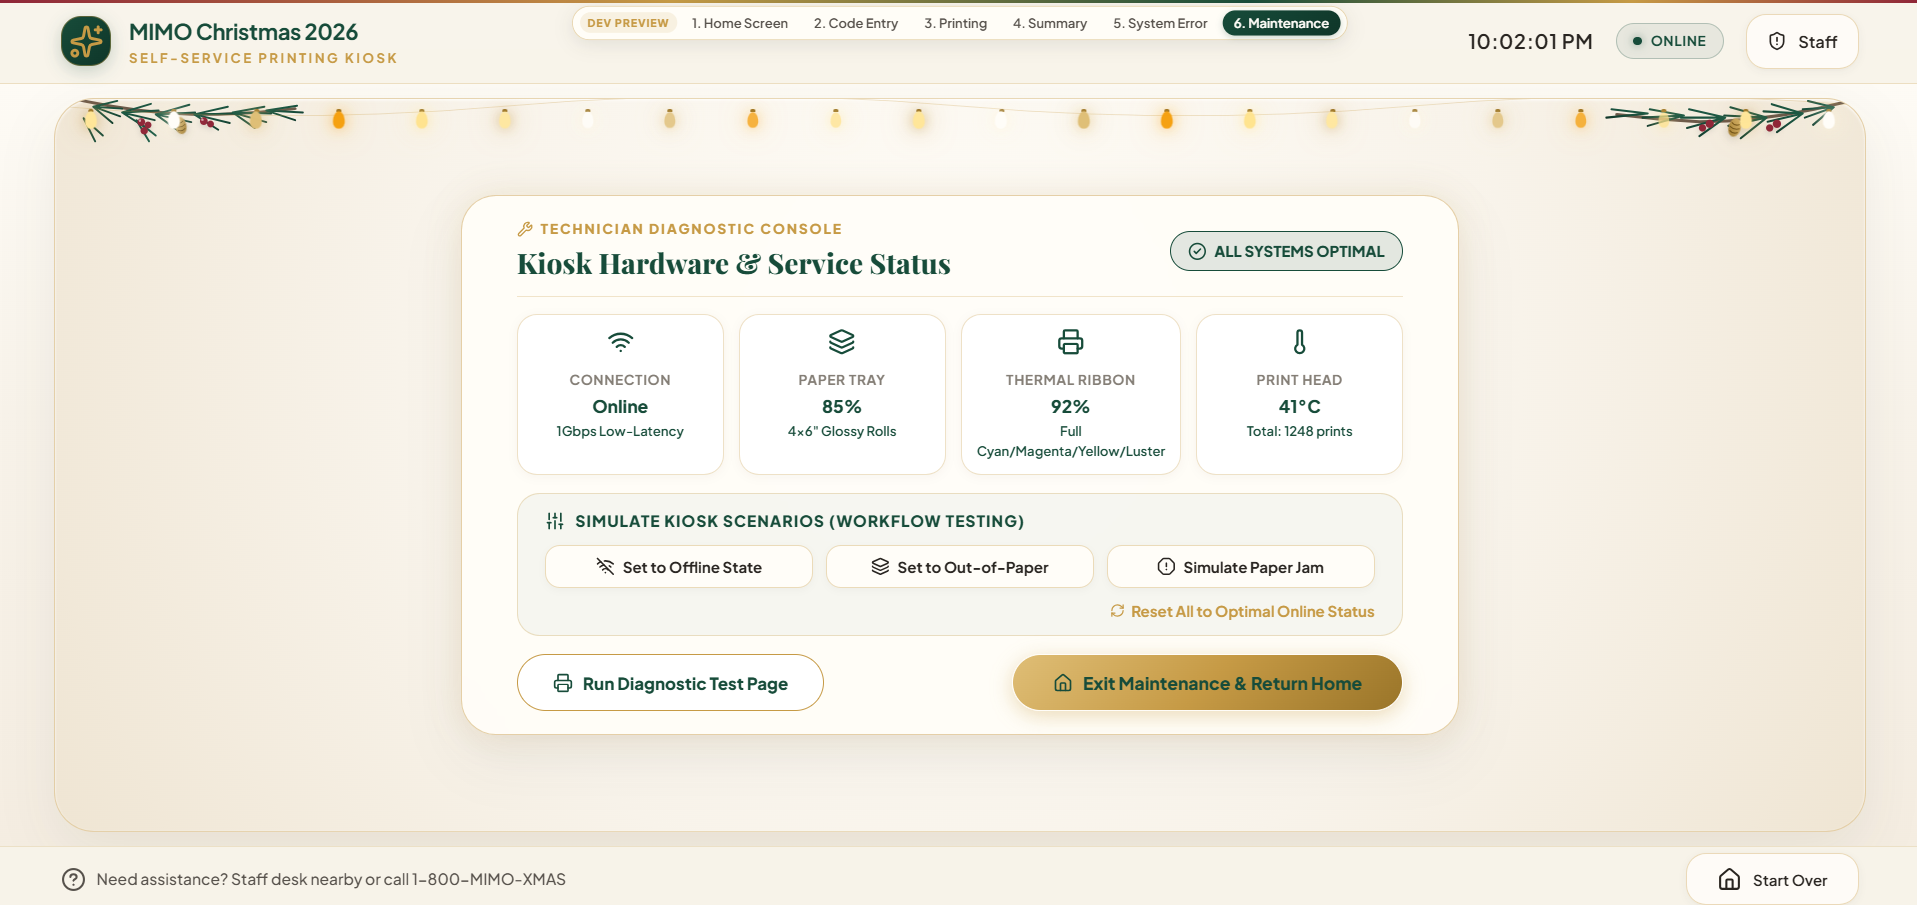 MIMO Christmas 2026
SELF-SERVICE PRINTING KIOSK
DEV PREVIEW
1. Home Screen
2. Code Entry
3. Printing
4. Summary
5. System Error
6. Maintenance
10:02:01 PM
ONLINE
Staff
TECHNICIAN DIAGNOSTIC CONSOLE
Kiosk Hardware & Service Status
ALL SYSTEMS OPTIMAL
CONNECTION
Online
1Gbps Low-Latency
PAPER TRAY
85%
4×6" Glossy Rolls
THERMAL RIBBON
92%
Full
Cyan/Magenta/Yellow/Luster
PRINT HEAD
41°C
Total: 1248 prints
SIMULATE KIOSK SCENARIOS (WORKFLOW TESTING)
Set to Offline State
Set to Out-of-Paper
Simulate Paper Jam
Reset All to Optimal Online Status
Run Diagnostic Test Page
Exit Maintenance & Return Home
Need assistance? Staff desk nearby or call 1-800-MIMO-XMAS
Start Over